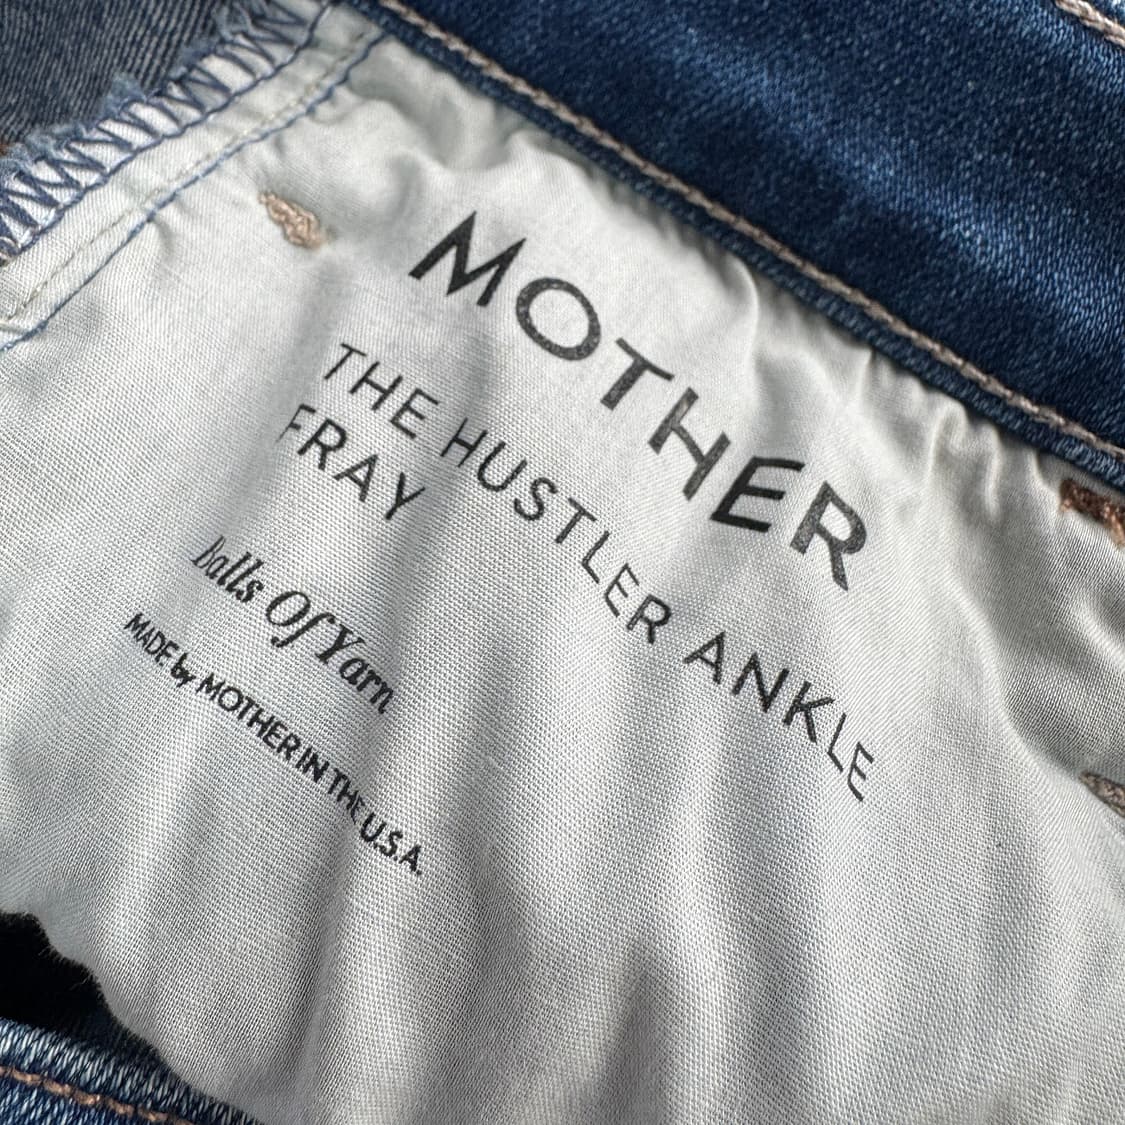 MOTHER
THE HUSTLER ANKLE
FRAY
Balls Of Yarn
MADE by MOTHER IN THE U.S.A.